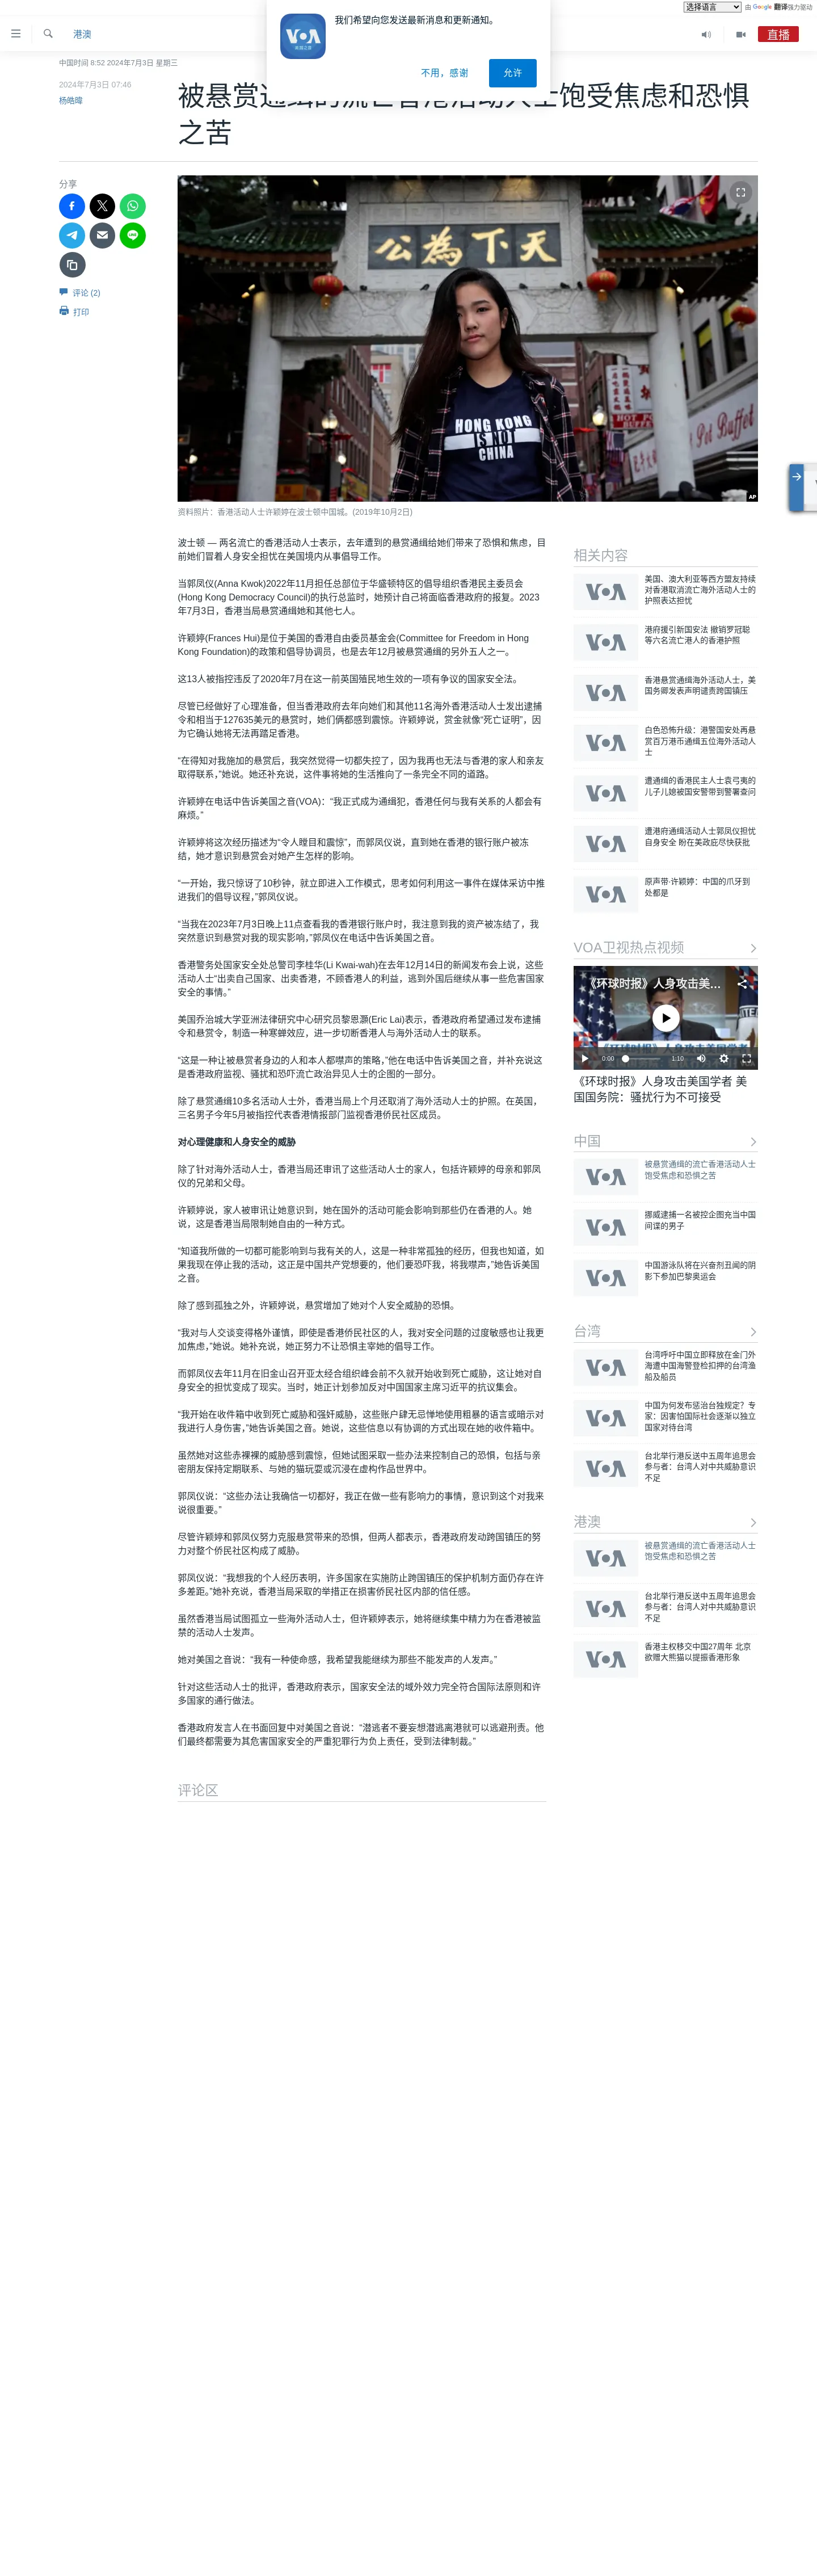 选择语言
由 Google 翻译强力驱动
港澳
直播
我们希望向您发送最新消息和更新通知。
VOA
美国之音
不用，感谢
允许
中国时间 8:52 2024年7月3日 星期三
2024年7月3日 07:46
杨皓暐
被悬赏通缉的流亡香港活动人士饱受焦虑和恐惧
之苦
分享
LINE
评论 (2)
打印
天下為公
HONG KONG
IS NOT
CHINA
HOT POT BUFFET
Hot Pot Buffet
AP
资料照片：香港活动人士许颖婷在波士顿中国城。(2019年10月2日)
波士顿 — 两名流亡的香港活动人士表示，去年遭到的悬赏通缉给她们带来了恐惧和焦虑，目
前她们冒着人身安全担忧在美国境内从事倡导工作。
当郭凤仪(Anna Kwok)2022年11月担任总部位于华盛顿特区的倡导组织香港民主委员会
(Hong Kong Democracy Council)的执行总监时，她预计自己将面临香港政府的报复。2023
年7月3日，香港当局悬赏通缉她和其他七人。
许颖婷(Frances Hui)是位于美国的香港自由委员基金会(Committee for Freedom in Hong
Kong Foundation)的政策和倡导协调员，也是去年12月被悬赏通缉的另外五人之一。
这13人被指控违反了2020年7月在这一前英国殖民地生效的一项有争议的国家安全法。
尽管已经做好了心理准备，但当香港政府去年向她们和其他11名海外香港活动人士发出逮捕
令和相当于127635美元的悬赏时，她们俩都感到震惊。许颖婷说，赏金就像“死亡证明”，因
为它确认她将无法再踏足香港。
“在得知对我施加的悬赏后，我突然觉得一切都失控了，因为我再也无法与香港的家人和亲友
取得联系，”她说。她还补充说，这件事将她的生活推向了一条完全不同的道路。
许颖婷在电话中告诉美国之音(VOA)：“我正式成为通缉犯，香港任何与我有关系的人都会有
麻烦。”
许颖婷将这次经历描述为“令人瞠目和震惊”，而郭凤仪说，直到她在香港的银行账户被冻
结，她才意识到悬赏会对她产生怎样的影响。
“一开始，我只惊讶了10秒钟，就立即进入工作模式，思考如何利用这一事件在媒体采访中推
进我们的倡导议程，”郭凤仪说。
“当我在2023年7月3日晚上11点查看我的香港银行账户时，我注意到我的资产被冻结了，我
突然意识到悬赏对我的现实影响，”郭凤仪在电话中告诉美国之音。
香港警务处国家安全处总警司李桂华(Li Kwai-wah)在去年12月14日的新闻发布会上说，这些
活动人士“出卖自己国家、出卖香港，不顾香港人的利益，逃到外国后继续从事一些危害国家
安全的事情。”
美国乔治城大学亚洲法律研究中心研究员黎恩灝(Eric Lai)表示，香港政府希望通过发布逮捕
令和悬赏令，制造一种寒蝉效应，进一步切断香港人与海外活动人士的联系。
“这是一种让被悬赏者身边的人和本人都噤声的策略，”他在电话中告诉美国之音，并补充说这
是香港政府监视、骚扰和恐吓流亡政治异见人士的企图的一部分。
除了悬赏通缉10多名活动人士外，香港当局上个月还取消了海外活动人士的护照。在英国，
三名男子今年5月被指控代表香港情报部门监视香港侨民社区成员。
对心理健康和人身安全的威胁
除了针对海外活动人士，香港当局还审讯了这些活动人士的家人，包括许颖婷的母亲和郭凤
仪的兄弟和父母。
许颖婷说，家人被审讯让她意识到，她在国外的活动可能会影响到那些仍在香港的人。她
说，这是香港当局限制她自由的一种方式。
“知道我所做的一切都可能影响到与我有关的人，这是一种非常孤独的经历，但我也知道，如
果我现在停止我的活动，这正是中国共产党想要的，他们要恐吓我，将我噤声，”她告诉美国
之音。
除了感到孤独之外，许颖婷说，悬赏增加了她对个人安全威胁的恐惧。
“我对与人交谈变得格外谨慎，即使是香港侨民社区的人，我对安全问题的过度敏感也让我更
加焦虑，”她说。她补充说，她正努力不让恐惧主宰她的倡导工作。
而郭凤仪去年11月在旧金山召开亚太经合组织峰会前不久就开始收到死亡威胁，这让她对自
身安全的担忧变成了现实。当时，她正计划参加反对中国国家主席习近平的抗议集会。
“我开始在收件箱中收到死亡威胁和强奸威胁，这些账户肆无忌惮地使用粗暴的语言或暗示对
我进行人身伤害，”她告诉美国之音。她说，这些信息以有协调的方式出现在她的收件箱中。
虽然她对这些赤裸裸的威胁感到震惊，但她试图采取一些办法来控制自己的恐惧，包括与亲
密朋友保持定期联系、与她的猫玩耍或沉浸在虚构作品世界中。
郭凤仪说：“这些办法让我确信一切都好，我正在做一些有影响力的事情，意识到这个对我来
说很重要。”
尽管许颖婷和郭凤仪努力克服悬赏带来的恐惧，但两人都表示，香港政府发动跨国镇压的努
力对整个侨民社区构成了威胁。
郭凤仪说：“我想我的个人经历表明，许多国家在实施防止跨国镇压的保护机制方面仍存在许
多差距。”她补充说，香港当局采取的举措正在损害侨民社区内部的信任感。
虽然香港当局试图孤立一些海外活动人士，但许颖婷表示，她将继续集中精力为在香港被监
禁的活动人士发声。
她对美国之音说：“我有一种使命感，我希望我能继续为那些不能发声的人发声。”
针对这些活动人士的批评，香港政府表示，国家安全法的域外效力完全符合国际法原则和许
多国家的通行做法。
香港政府发言人在书面回复中对美国之音说：“潜逃者不要妄想潜逃离港就可以逃避刑责。他
们最终都需要为其危害国家安全的严重犯罪行为负上责任，受到法律制裁。”
评论区
相关内容
VOA
美国、澳大利亚等西方盟友持续
对香港取消流亡海外活动人士的
护照表达担忧
VOA
港府援引新国安法 撤销罗冠聪
等六名流亡港人的香港护照
VOA
香港悬赏通缉海外活动人士，美
国务卿发表声明谴责跨国镇压
VOA
白色恐怖升级：港警国安处再悬
赏百万港币通缉五位海外活动人
士
VOA
遭通缉的香港民主人士袁弓夷的
儿子儿媳被国安警带到警署查问
VOA
遭港府通缉活动人士郭凤仪担忧
自身安全 盼在美政庇尽快获批
VOA
原声带·许颖婷：中国的爪牙到
处都是
VOA卫视热点视频
《环球时报》人身攻击美...
《环球时报》人身攻击美国学者
0:00
1:10
《环球时报》人身攻击美国学者 美
国国务院：骚扰行为不可接受
中国
VOA
被悬赏通缉的流亡香港活动人士
饱受焦虑和恐惧之苦
VOA
挪威逮捕一名被控企图充当中国
间谍的男子
VOA
中国游泳队将在兴奋剂丑闻的阴
影下参加巴黎奥运会
台湾
VOA
台湾呼吁中国立即释放在金门外
海遭中国海警登检扣押的台湾渔
船及船员
VOA
中国为何发布惩治台独规定？专
家：因害怕国际社会逐渐以独立
国家对待台湾
VOA
台北举行港反送中五周年追思会
参与者：台湾人对中共威胁意识
不足
港澳
VOA
被悬赏通缉的流亡香港活动人士
饱受焦虑和恐惧之苦
VOA
台北举行港反送中五周年追思会
参与者：台湾人对中共威胁意识
不足
VOA
香港主权移交中国27周年 北京
欲赠大熊猫以提振香港形象